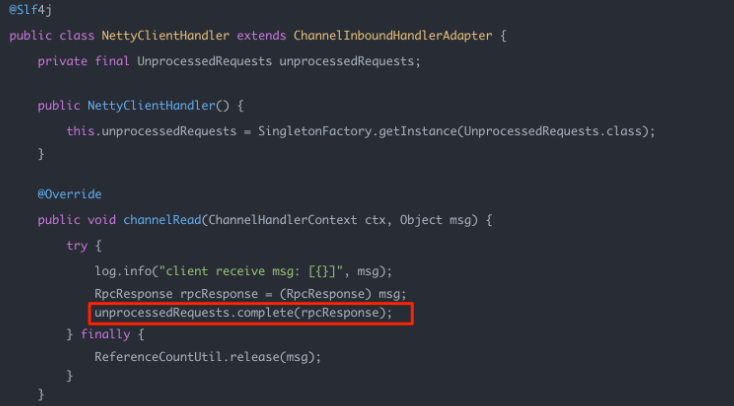 @Slf4j
public class NettyClientHandler extends ChannelInboundHandlerAdapter {
    private final UnprocessedRequests unprocessedRequests;
    public NettyClientHandler() {
        this.unprocessedRequests = SingletonFactory.getInstance(UnprocessedRequests.class);
    }
    @Override
    public void channelRead(ChannelHandlerContext ctx, Object msg) {
        try {
            log.info("client receive msg: [{}]", msg);
            RpcResponse rpcResponse = (RpcResponse) msg;
            unprocessedRequests.complete(rpcResponse);
        } finally {
            ReferenceCountUtil.release(msg);
        }
    }